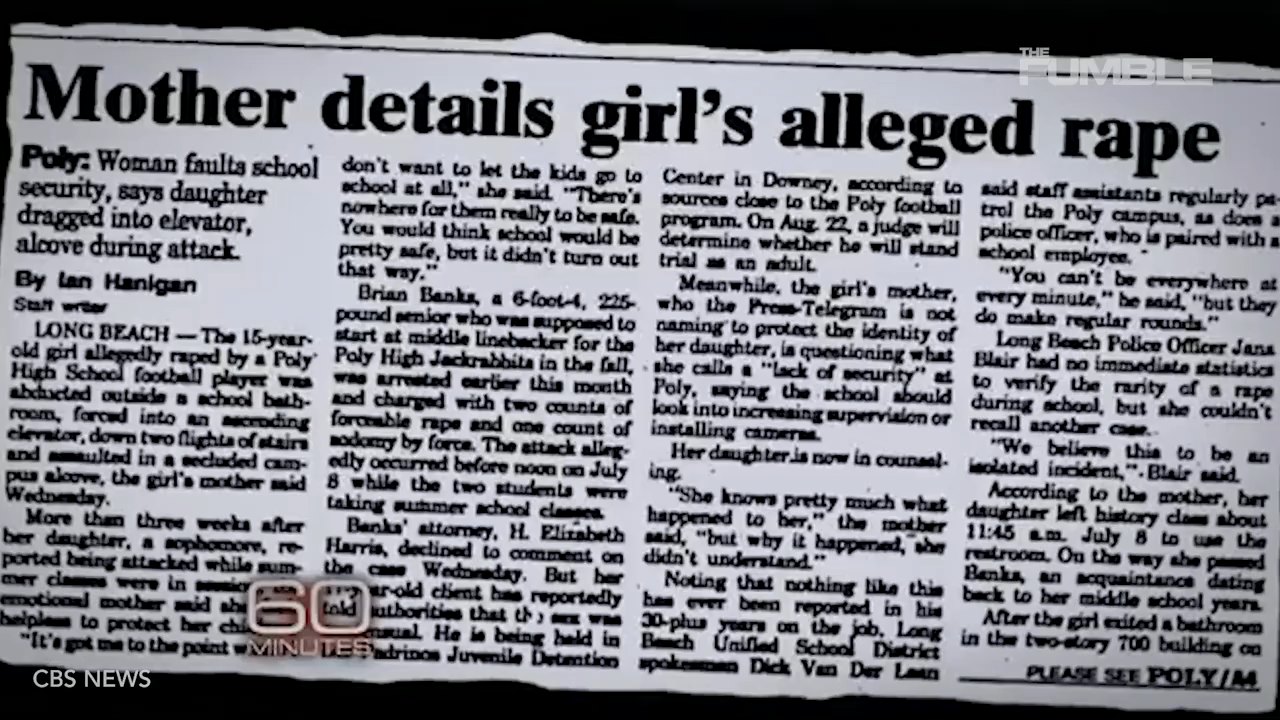 THE
FUMBLE
Mother details girl's alleged rape
Poly: Woman faults school
security, says daughter
dragged into elevator,
alcove during attack.
By Ian Hanigan
Staff writer
LONG BEACH — The 15-year-
old girl allegedly raped by a Poly
High School football player was
abducted outside a school bath-
room, forced into an ascending
elevator, down two flights of stairs
and assaulted in a secluded cam-
pus alcove, the girl's mother said
Wednesday.
More than three weeks after
her daughter, a sophomore, re-
ported being attacked while sum-
mer classes were in
emotional mother said
helpless to protect her
"It's got me to the point
don't want to let the kids go to
school at all," she said. "There's
nowhere for them really to be safe.
You would think school would be
pretty safe, but it didn't turn out
that way."
Brian Banks, a 6-foot-4, 225-
pound senior who was supposed to
start at middle linebacker for the
Poly High Jackrabbits in the fall,
was arrested earlier this month
and charged with two counts of
forceable rape and one count of
sodomy by force. The attack alleg-
edly occurred before noon on July
8 while the two students were
taking summer school classes.
Banks' attorney, H. Elizabeth
Harris, declined to comment on
the case Wednesday. But her
ar-old client has reportedly
told authorities that the sex was
He is being held in
Juvenile Detention
Center in Downey, according to
sources close to the Poly football
program. On Aug. 22, a judge will
determine whether he will stand
trial as an adult.
Meanwhile, the girl's mother,
who the Press-Telegram is not
naming to protect the identity of
her daughter, is questioning what
she calls a "lack of security" at
Poly, saying the school should
look into increasing supervision or
installing cameras.
Her daughter is now in counsel-
ing.
"She knows pretty much what
happened to her," the mother
said, "but why it happened, she
didn't understand."
Noting that nothing like this
has ever been reported in his
30-plus years on the job, Long
Beach Unified School District
spokesman Dick Van Der Laan
said staff assistants regularly pa-
trol the Poly campus, as does a
police officer, who is paired with a
school employee.
"You can't be everywhere at
every minute," he said, "but they
do make regular rounds."
Long Beach Police Officer Jana
Blair had no immediate statistics
to verify the rarity of a rape
during school, but she couldn't
recall another case.
"We believe this to be an
isolated incident," Blair said.
According to the mother, her
daughter left history class about
11:45 a.m. July 8 to use the
restroom. On the way she passed
Banks, an acquaintance dating
back to her middle school years.
After the girl exited a bathroom
in the two-story 700 building on
PLEASE SEE POLY/A4
60
MINUTES
CBS NEWS